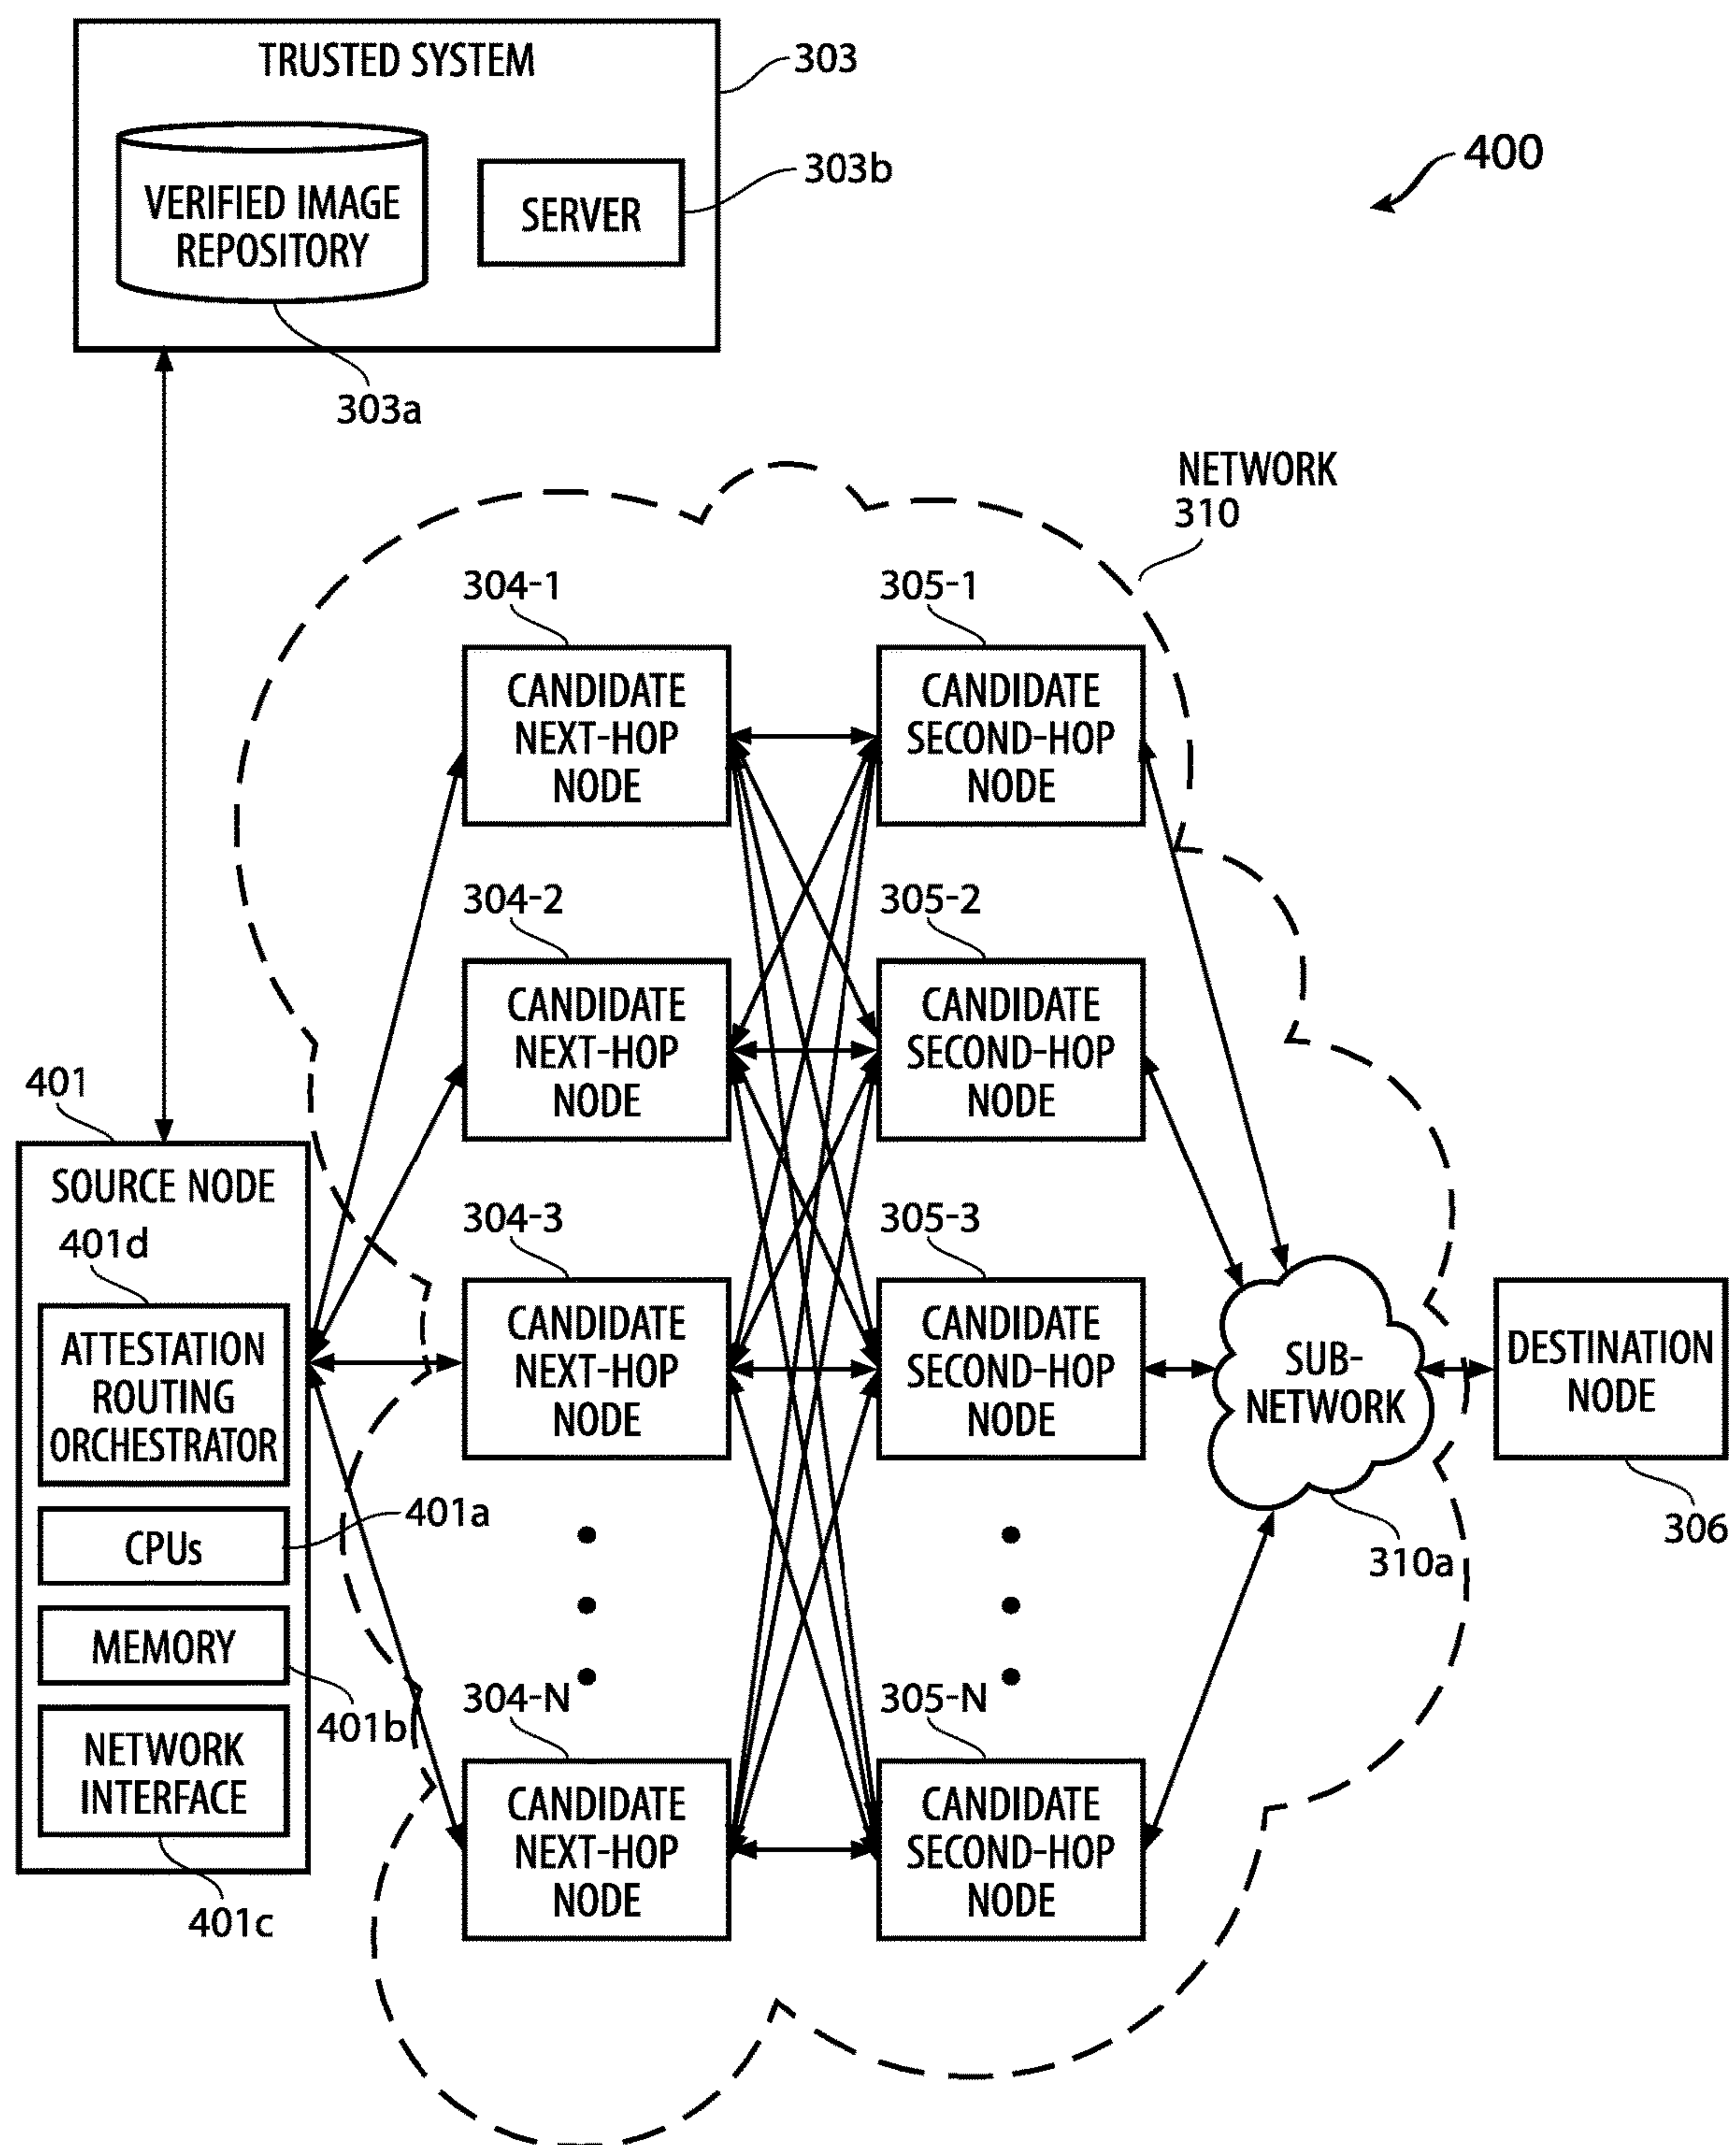 TRUSTED SYSTEM
303
VERIFIED IMAGE
REPOSITORY
SERVER
303b
303a
400
NETWORK
310
304-1
305-1
CANDIDATE
NEXT-HOP
NODE
CANDIDATE
SECOND-HOP
NODE
304-2
305-2
CANDIDATE
NEXT-HOP
NODE
CANDIDATE
SECOND-HOP
NODE
401
SOURCE NODE
401d
ATTESTATION
ROUTING
ORCHESTRATOR
CPUs
401a
MEMORY
401b
NETWORK
INTERFACE
401c
304-3
305-3
CANDIDATE
NEXT-HOP
NODE
CANDIDATE
SECOND-HOP
NODE
SUB-
NETWORK
310a
DESTINATION
NODE
306
304-N
305-N
CANDIDATE
NEXT-HOP
NODE
CANDIDATE
SECOND-HOP
NODE